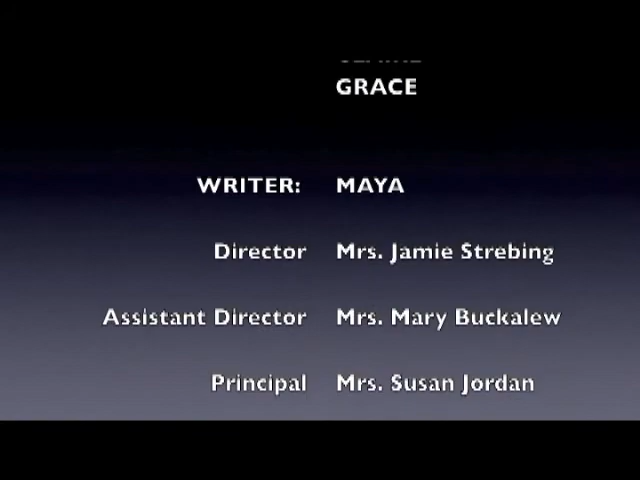 GRACE
WRITER: MAYA
Director Mrs. Jamie Strebing
Assistant Director Mrs. Mary Buckalew
Principal Mrs. Susan Jordan